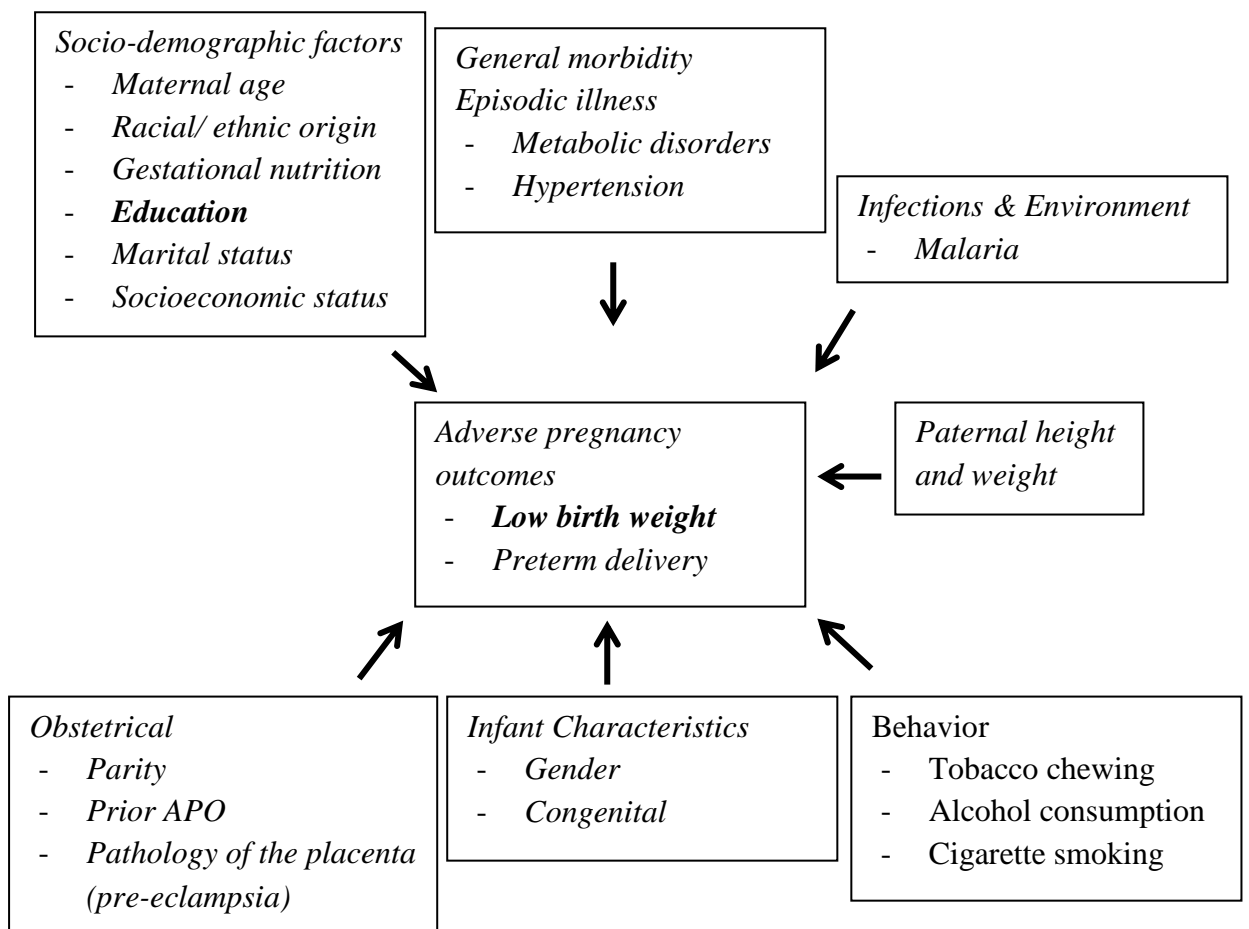 Socio-demographic factors
- Maternal age
- Racial/ ethnic origin
- Gestational nutrition
- Education
- Marital status
- Socioeconomic status
General morbidity
Episodic illness
- Metabolic disorders
- Hypertension
Infections & Environment
- Malaria
Adverse pregnancy
outcomes
- Low birth weight
- Preterm delivery
Paternal height
and weight
Obstetrical
- Parity
- Prior APO
- Pathology of the placenta
(pre-eclampsia)
Infant Characteristics
- Gender
- Congenital
Behavior
- Tobacco chewing
- Alcohol consumption
- Cigarette smoking